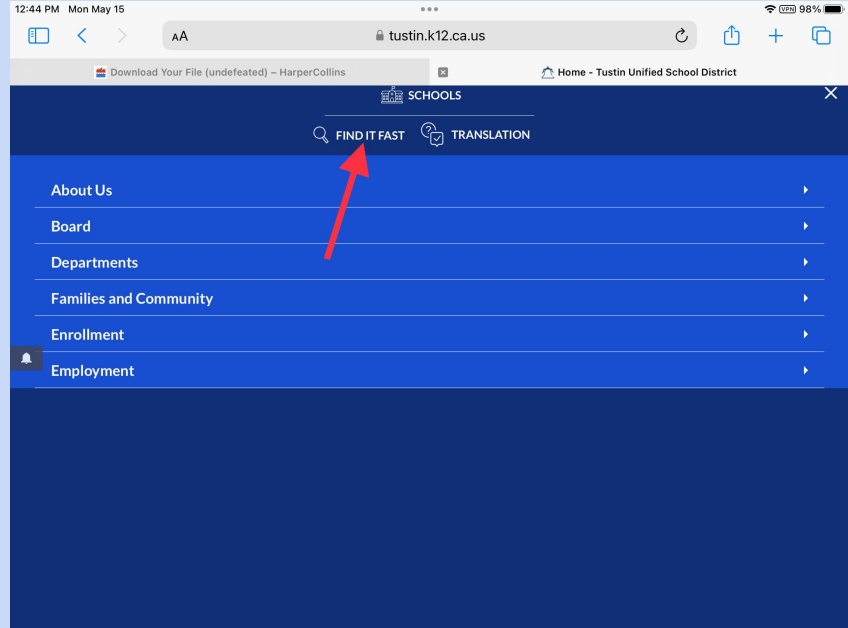 12:44 PM Mon May 15
VPN 98%
AA tustin.k12.ca.us
Download Your File (undefeated) – HarperCollins
Home - Tustin Unified School District
SCHOOLS
FIND IT FAST TRANSLATION
About Us
Board
Departments
Families and Community
Enrollment
Employment